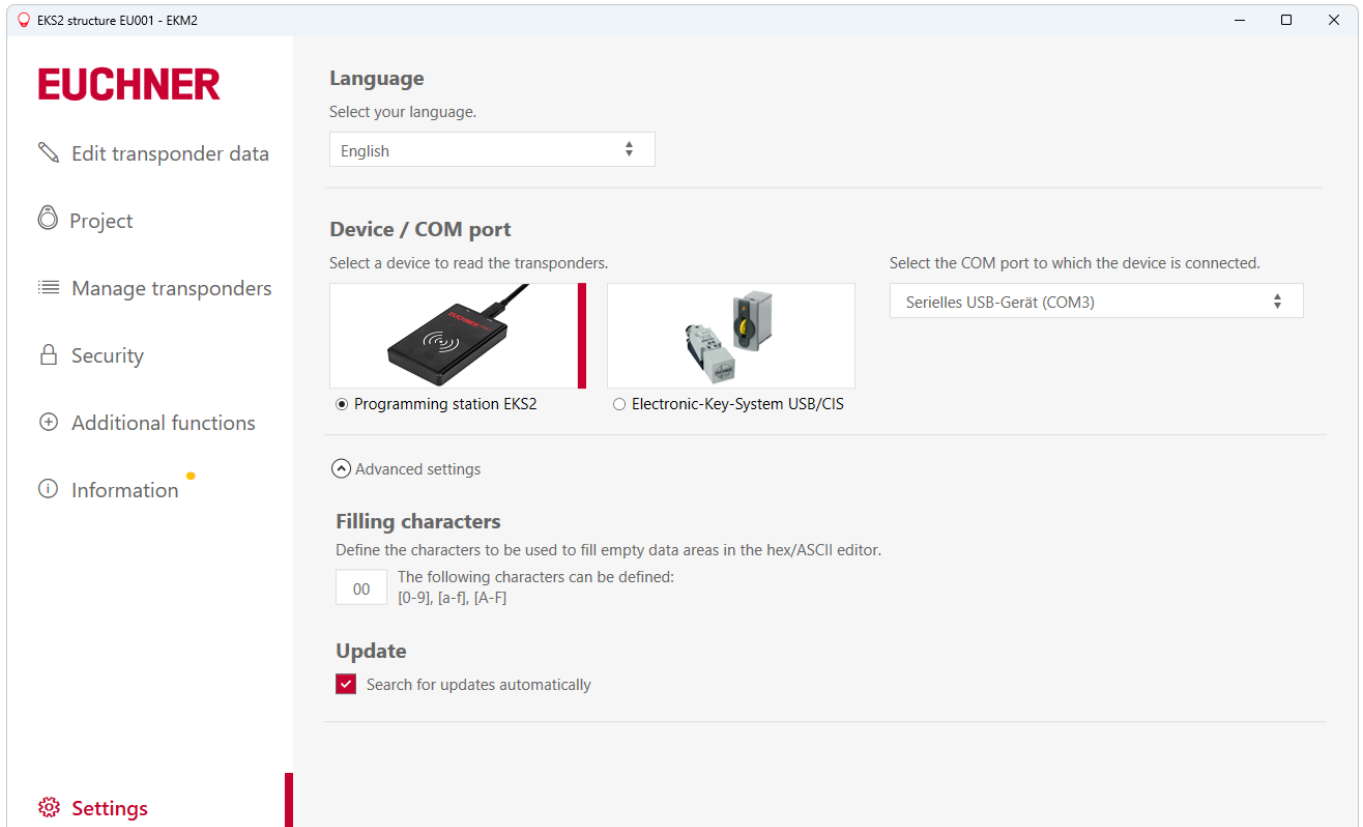 EKS2 structure EU001 - EKM2
EUCHNER
Edit transponder data
Project
Manage transponders
Security
Additional functions
Information
Settings
Language
Select your language.
English
Device / COM port
Select a device to read the transponders.
Select the COM port to which the device is connected.
Serielles USB-Gerät (COM3)
Programming station EKS2
Electronic-Key-System USB/CIS
Advanced settings
Filling characters
Define the characters to be used to fill empty data areas in the hex/ASCII editor.
00
The following characters can be defined:
[0-9], [a-f], [A-F]
Update
Search for updates automatically